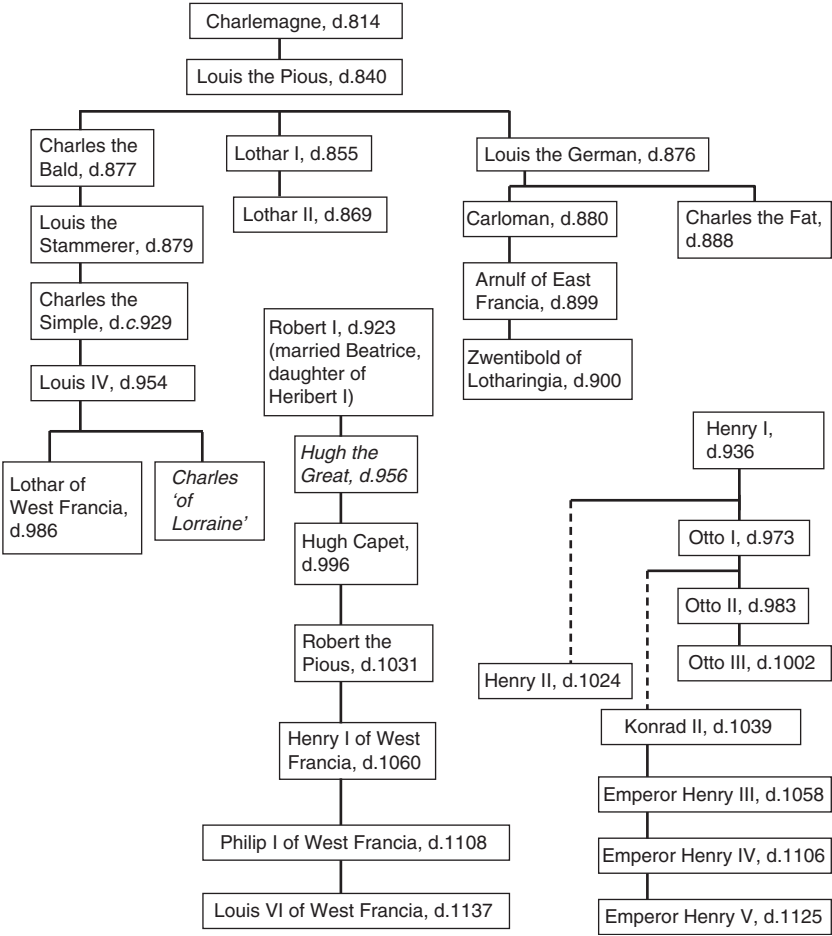 Charlemagne, d.814
Louis the Pious, d.840
Charles the
Bald, d.877
Lothar I, d.855
Louis the German, d.876
Lothar II, d.869
Carloman, d.880
Charles the Fat,
d.888
Louis the
Stammerer, d.879
Arnulf of East
Francia, d.899
Charles the
Simple, d.c.929
Robert I, d.923
(married Beatrice,
daughter of
Heribert I)
Zwentibold of
Lotharingia, d.900
Louis IV, d.954
Henry I,
d.936
Hugh the
Great, d.956
Lothar of
West Francia,
d.986
Charles
‘of
Lorraine’
Otto I, d.973
Hugh Capet,
d.996
Otto II, d.983
Robert the
Pious, d.1031
Otto III, d.1002
Henry II, d.1024
Konrad II, d.1039
Henry I of West
Francia, d.1060
Emperor Henry III, d.1058
Philip I of West Francia, d.1108
Emperor Henry IV, d.1106
Louis VI of West Francia, d.1137
Emperor Henry V, d.1125